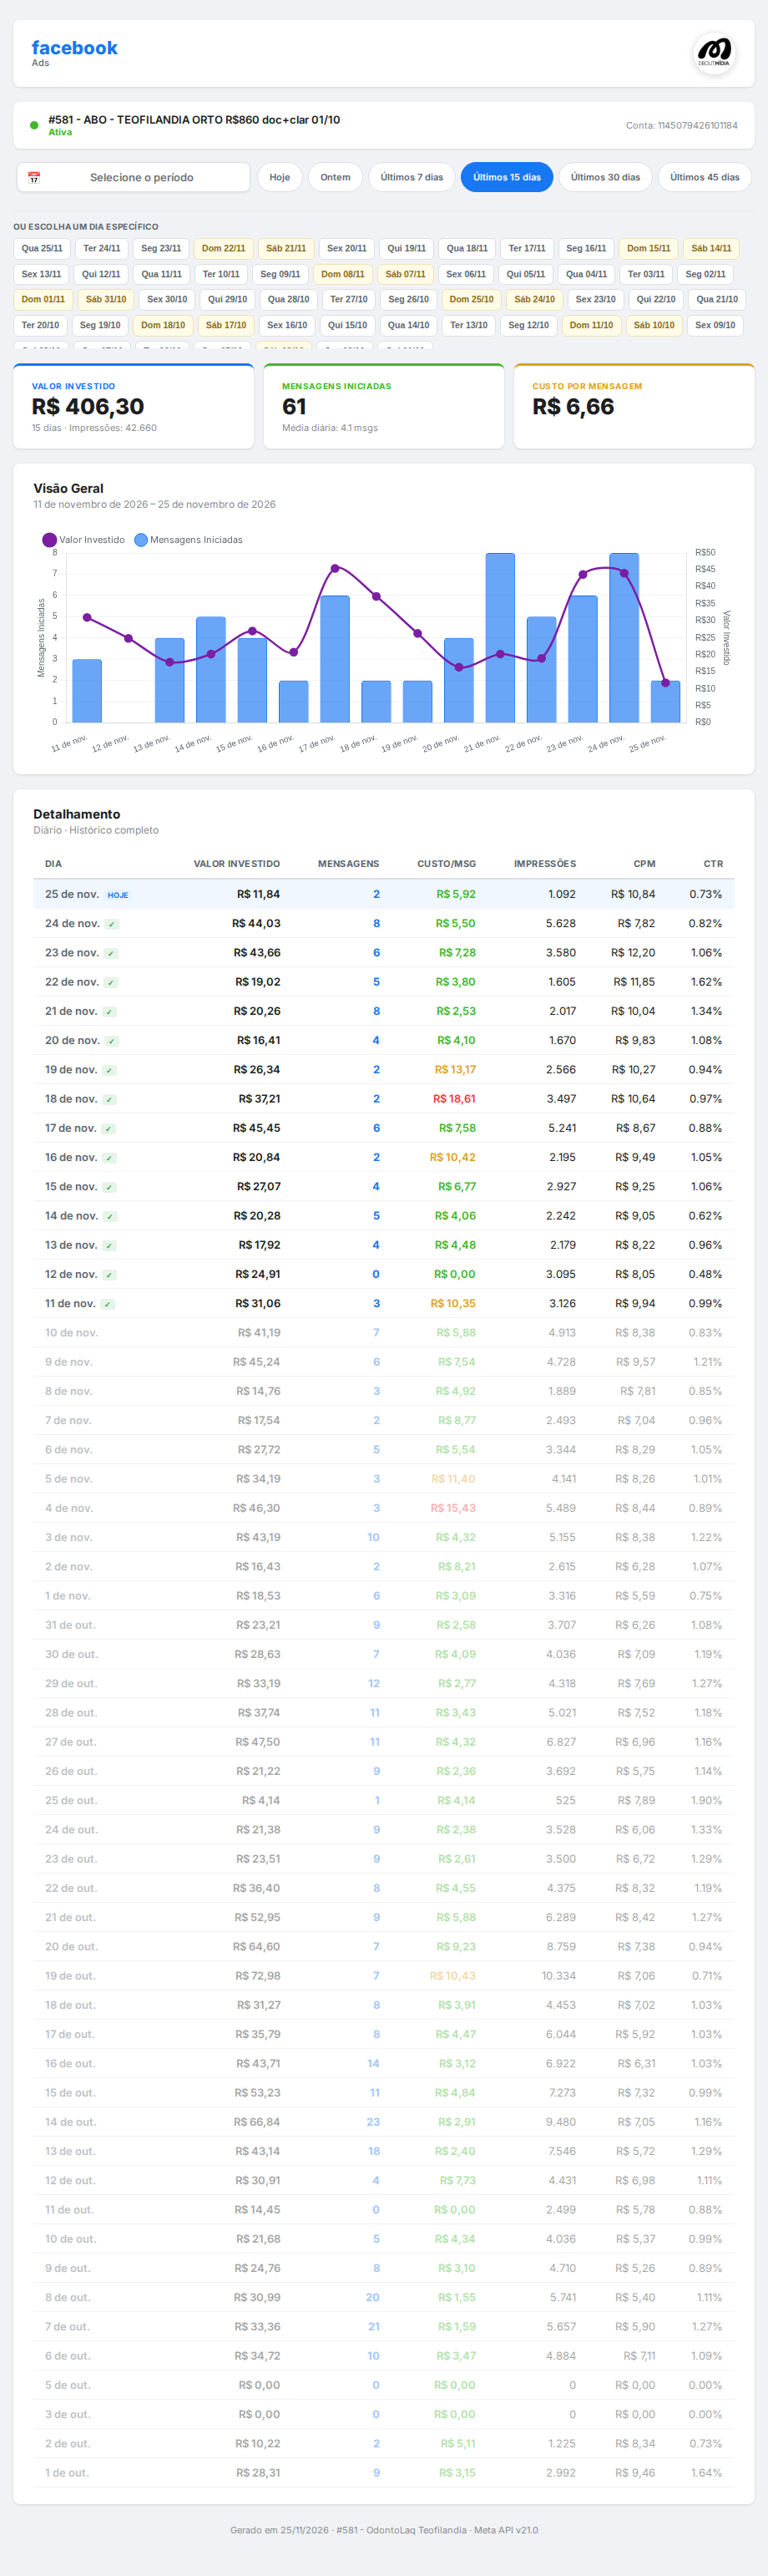 facebook
Ads
DECUTMÍDIA
#581 - ABO - TEOFILANDIA ORTO R$860 doc+clar 01/10
Ativa
Conta: 1145079426101184
Selecione o período
Hoje
Ontem
Últimos 7 dias
Últimos 15 dias
Últimos 30 dias
Últimos 45 dias
OU ESCOLHA UM DIA ESPECÍFICO
Qua 25/11 Ter 24/11 Seg 23/11 Dom 22/11 Sáb 21/11 Sex 20/11 Qui 19/11 Qua 18/11 Ter 17/11 Seg 16/11 Dom 15/11 Sáb 14/11
Sex 13/11 Qui 12/11 Qua 11/11 Ter 10/11 Seg 09/11 Dom 08/11 Sáb 07/11 Sex 06/11 Qui 05/11 Qua 04/11 Ter 03/11 Seg 02/11
Dom 01/11 Sáb 31/10 Sex 30/10 Qui 29/10 Qua 28/10 Ter 27/10 Seg 26/10 Dom 25/10 Sáb 24/10 Sex 23/10 Qui 22/10 Qua 21/10
Ter 20/10 Seg 19/10 Dom 18/10 Sáb 17/10 Sex 16/10 Qui 15/10 Qua 14/10 Ter 13/10 Seg 12/10 Dom 11/10 Sáb 10/10 Sex 09/10
VALOR INVESTIDO
R$ 406,30
15 dias · Impressões: 42.660
MENSAGENS INICIADAS
61
Média diária: 4.1 msgs
CUSTO POR MENSAGEM
R$ 6,66
Visão Geral
11 de novembro de 2026 – 25 de novembro de 2026
Valor Investido Mensagens Iniciadas
Mensagens Iniciadas
8
7
6
5
4
3
2
1
0
R$50
R$45
R$40
R$35
R$30
R$25
R$20
R$15
R$10
R$5
R$0
Valor Investido
11 de nov. 12 de nov. 13 de nov. 14 de nov. 15 de nov. 16 de nov. 17 de nov. 18 de nov. 19 de nov. 20 de nov. 21 de nov. 22 de nov. 23 de nov. 24 de nov. 25 de nov.
Detalhamento
Diário · Histórico completo
DIA VALOR INVESTIDO MENSAGENS CUSTO/MSG IMPRESSÕES CPM CTR
25 de nov. HOJE R$ 11,84 2 R$ 5,92 1.092 R$ 10,84 0.73%
24 de nov. ✓ R$ 44,03 8 R$ 5,50 5.628 R$ 7,82 0.82%
23 de nov. ✓ R$ 43,66 6 R$ 7,28 3.580 R$ 12,20 1.06%
22 de nov. ✓ R$ 19,02 5 R$ 3,80 1.605 R$ 11,85 1.62%
21 de nov. ✓ R$ 20,26 8 R$ 2,53 2.017 R$ 10,04 1.34%
20 de nov. ✓ R$ 16,41 4 R$ 4,10 1.670 R$ 9,83 1.08%
19 de nov. ✓ R$ 26,34 2 R$ 13,17 2.566 R$ 10,27 0.94%
18 de nov. ✓ R$ 37,21 2 R$ 18,61 3.497 R$ 10,64 0.97%
17 de nov. ✓ R$ 45,45 6 R$ 7,58 5.241 R$ 8,67 0.88%
16 de nov. ✓ R$ 20,84 2 R$ 10,42 2.195 R$ 9,49 1.05%
15 de nov. ✓ R$ 27,07 4 R$ 6,77 2.927 R$ 9,25 1.06%
14 de nov. ✓ R$ 20,28 5 R$ 4,06 2.242 R$ 9,05 0.62%
13 de nov. ✓ R$ 17,92 4 R$ 4,48 2.179 R$ 8,22 0.96%
12 de nov. ✓ R$ 24,91 0 R$ 0,00 3.095 R$ 8,05 0.48%
11 de nov. ✓ R$ 31,06 3 R$ 10,35 3.126 R$ 9,94 0.99%
10 de nov. R$ 41,19 7 R$ 5,88 4.913 R$ 8,38 0.83%
9 de nov. R$ 45,24 6 R$ 7,54 4.728 R$ 9,57 1.21%
8 de nov. R$ 14,76 3 R$ 4,92 1.889 R$ 7,81 0.85%
7 de nov. R$ 17,54 2 R$ 8,77 2.493 R$ 7,04 0.96%
6 de nov. R$ 27,72 5 R$ 5,54 3.344 R$ 8,29 1.05%
5 de nov. R$ 34,19 3 R$ 11,40 4.141 R$ 8,26 1.01%
4 de nov. R$ 46,30 3 R$ 15,43 5.489 R$ 8,44 0.89%
3 de nov. R$ 43,19 10 R$ 4,32 5.155 R$ 8,38 1.22%
2 de nov. R$ 16,43 2 R$ 8,21 2.615 R$ 6,28 1.07%
1 de nov. R$ 18,53 6 R$ 3,09 3.316 R$ 5,59 0.75%
31 de out. R$ 23,21 9 R$ 2,58 3.707 R$ 6,26 1.08%
30 de out. R$ 28,63 7 R$ 4,09 4.036 R$ 7,09 1.19%
29 de out. R$ 33,19 12 R$ 2,77 4.318 R$ 7,69 1.27%
28 de out. R$ 37,74 11 R$ 3,43 5.021 R$ 7,52 1.18%
27 de out. R$ 47,50 11 R$ 4,32 6.827 R$ 6,96 1.16%
26 de out. R$ 21,22 9 R$ 2,36 3.692 R$ 5,75 1.14%
25 de out. R$ 4,14 1 R$ 4,14 525 R$ 7,89 1.90%
24 de out. R$ 21,38 9 R$ 2,38 3.528 R$ 6,06 1.33%
23 de out. R$ 23,51 9 R$ 2,61 3.500 R$ 6,72 1.29%
22 de out. R$ 36,40 8 R$ 4,55 4.375 R$ 8,32 1.19%
21 de out. R$ 52,95 9 R$ 5,88 6.289 R$ 8,42 1.27%
20 de out. R$ 64,60 7 R$ 9,23 8.759 R$ 7,38 0.94%
19 de out. R$ 72,98 7 R$ 10,43 10.334 R$ 7,06 0.71%
18 de out. R$ 31,27 8 R$ 3,91 4.453 R$ 7,02 1.03%
17 de out. R$ 35,79 8 R$ 4,47 6.044 R$ 5,92 1.03%
16 de out. R$ 43,71 14 R$ 3,12 6.922 R$ 6,31 1.03%
15 de out. R$ 53,23 11 R$ 4,84 7.273 R$ 7,32 0.99%
14 de out. R$ 66,84 23 R$ 2,91 9.480 R$ 7,05 1.16%
13 de out. R$ 43,14 18 R$ 2,40 7.546 R$ 5,72 1.29%
12 de out. R$ 30,91 4 R$ 7,73 4.431 R$ 6,98 1.11%
11 de out. R$ 14,45 0 R$ 0,00 2.499 R$ 5,78 0.88%
10 de out. R$ 21,68 5 R$ 4,34 4.036 R$ 5,37 0.99%
9 de out. R$ 24,76 8 R$ 3,10 4.710 R$ 5,26 0.89%
8 de out. R$ 30,99 20 R$ 1,55 5.741 R$ 5,40 1.11%
7 de out. R$ 33,36 21 R$ 1,59 5.657 R$ 5,90 1.27%
6 de out. R$ 34,72 10 R$ 3,47 4.884 R$ 7,11 1.09%
5 de out. R$ 0,00 0 R$ 0,00 0 R$ 0,00 0.00%
3 de out. R$ 0,00 0 R$ 0,00 0 R$ 0,00 0.00%
2 de out. R$ 10,22 2 R$ 5,11 1.225 R$ 8,34 0.73%
1 de out. R$ 28,31 9 R$ 3,15 2.992 R$ 9,46 1.64%
Gerado em 25/11/2026 · #581 - OdontoLaq Teofilandia · Meta API v21.0